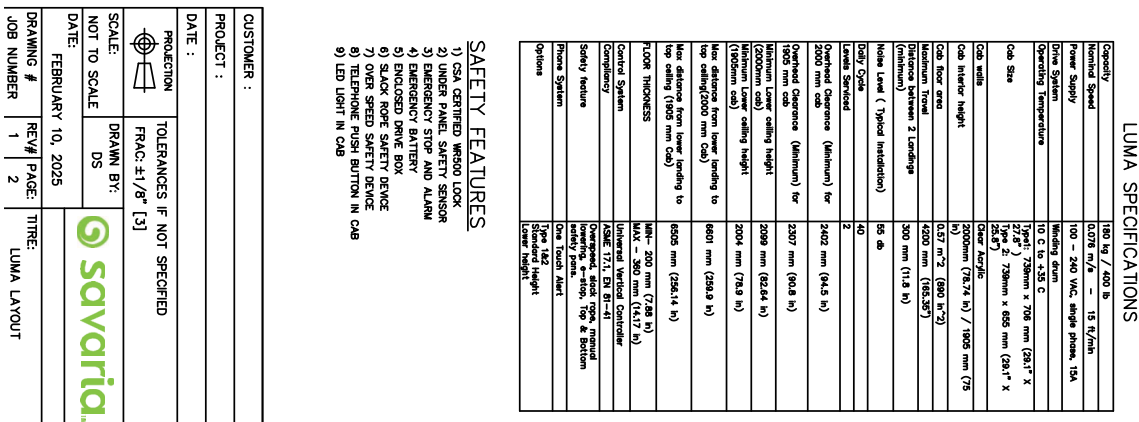 LUMA SPECIFICATIONS
Capacity 180 kg / 400 lb
Nominal Speed 0.076 m/s - 15 ft/min
Power Supply 100 - 240 VAC, single phase, 15A
Drive System Winding drum
Operating Temperature 10 C to +35 C
Cab Size Type1: 739mm x 706 mm (29.1" X
27.8")
Type 2: 739mm x 655 mm (29.1" X
25.8")
Cab walls Clear Acrylic
Cab interior height 2000mm (78.74 in) / 1905 mm (75
in)
Cab floor area 0.57 m^2 (890 in^2)
Maximum Travel 4200 mm (165.35")
Distance between 2 Landings
(minimum) 300 mm (11.8 in)
Noise Level ( Typical Installation) 55 db
Daily Cycle 40
Levels Serviced 2
Overhead Clearance (Minimum) for
2000 mm cab 2402 mm (94.5 in)
Overhead Clearance (Minimum) for
1905 mm cab 2307 mm (90.8 in)
Minimum Lower ceiling height
(2000mm cab) 2099 mm (82.64 in)
Minimum Lower ceiling height
(1905mm cab) 2004 mm (78.9 in)
Max distance from lower landing to
top ceiling(2000 mm Cab) 6601 mm (259.9 in)
Max distance from lower landing to
top ceiling (1905 mm Cab) 6505 mm (256.14 in)
FLOOR THICKNESS MIN- 200 mm (7.88 in)
MAX - 360 mm (14.17 in)
Control System Universal Vertical Controller
Compliancy ASME 17.1, EN 81-41
Safety feature Overspeed, slack rope, manual
lowering, e-stop, Top & Bottom
safety pans.
Phone System One Touch Alert
Options Type 1&2
Standard Height
Lower height
SAFETY FEATURES
1) CSA CERTIFIED WR500 LOCK
2) UNDER PANEL SAFETY SENSOR
3) EMERGENCY STOP AND ALARM
4) EMERGENCY BATTERY
5) ENCLOSED DRIVE BOX
6) SLACK ROPE SAFETY DEVICE
7) OVER SPEED SAFETY DEVICE
8) TELEPHONE PUSH BUTTON IN CAB
9) LED LIGHT IN CAB
CUSTOMER :
PROJECT :
DATE :
PROJECTION
TOLERANCES IF NOT SPECIFIED
FRAC: ±1/8" [3]
SCALE:
NOT TO SCALE
DRAWN BY:
DS
DATE:
FEBRUARY 10, 2025
savaria.
DRAWING # REV# PAGE: TITRE:
JOB NUMBER 1 2 LUMA LAYOUT